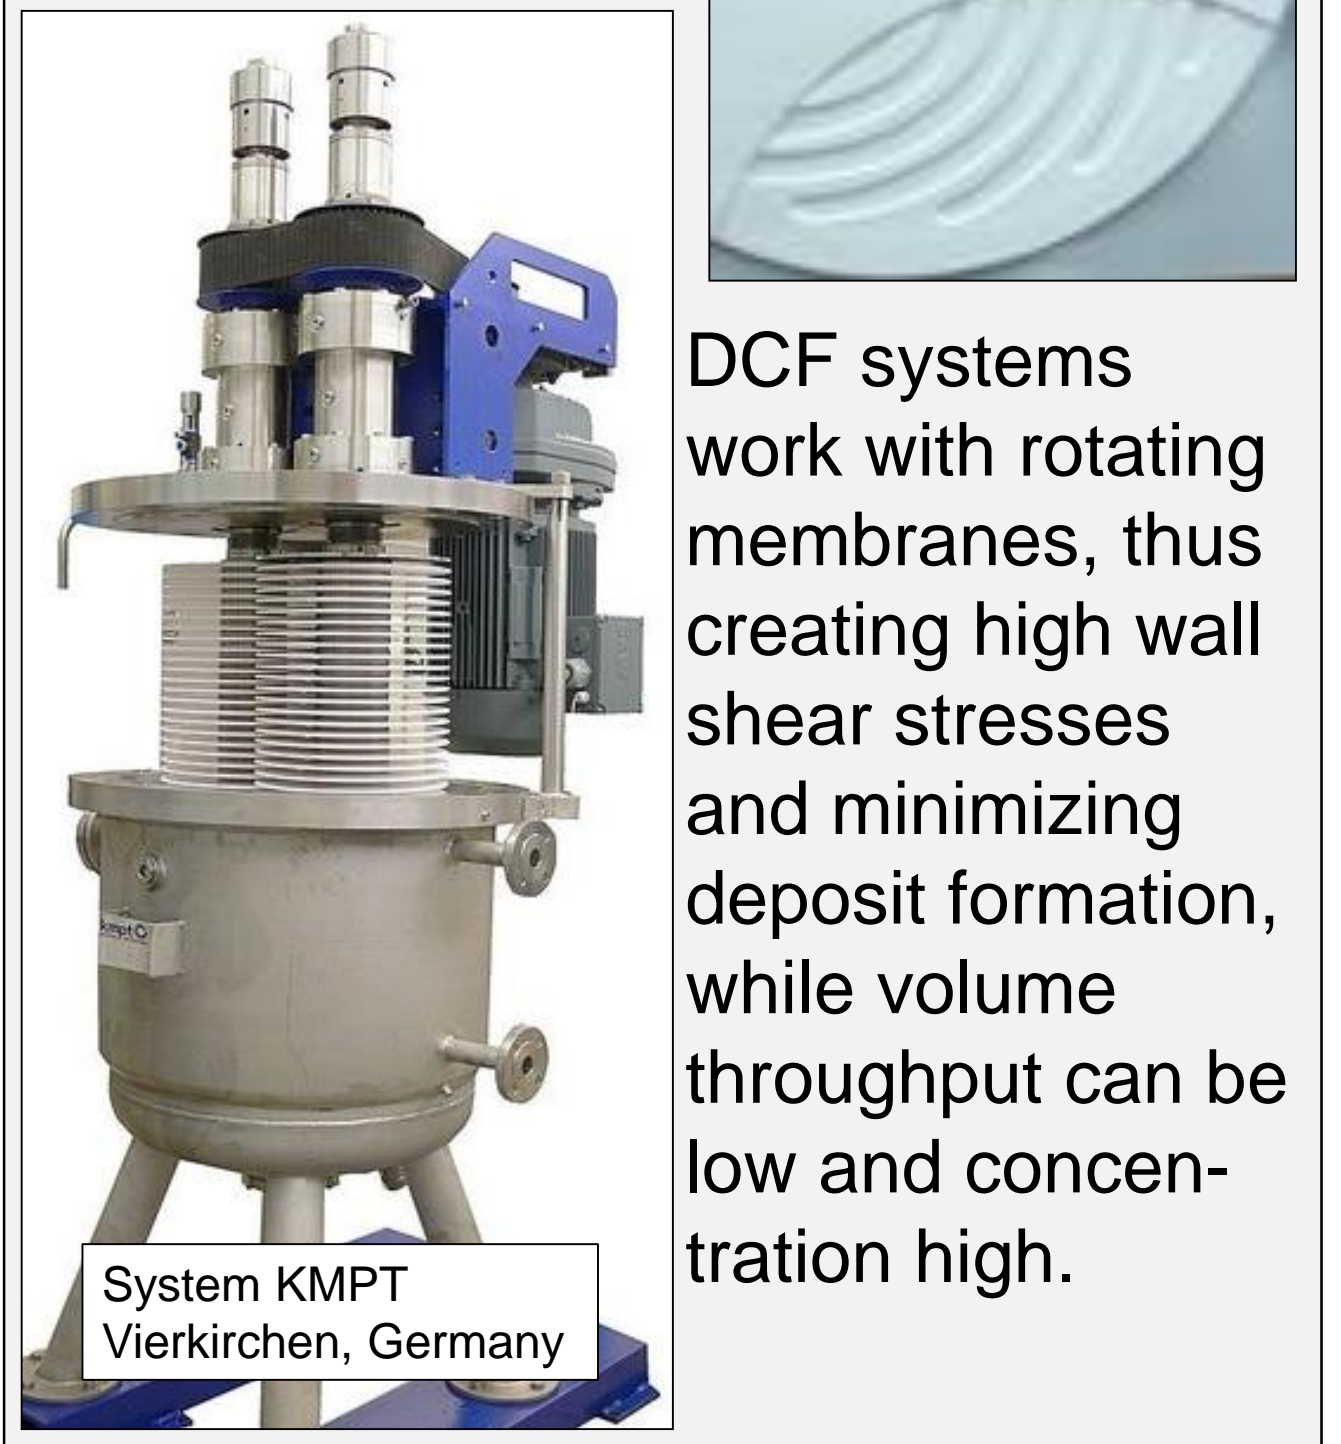 DCF systems
work with rotating
membranes, thus
creating high wall
shear stresses
and minimizing
deposit formation,
while volume
throughput can be
low and concen-
tration high.
kmpt
System KMPT
Vierkirchen, Germany